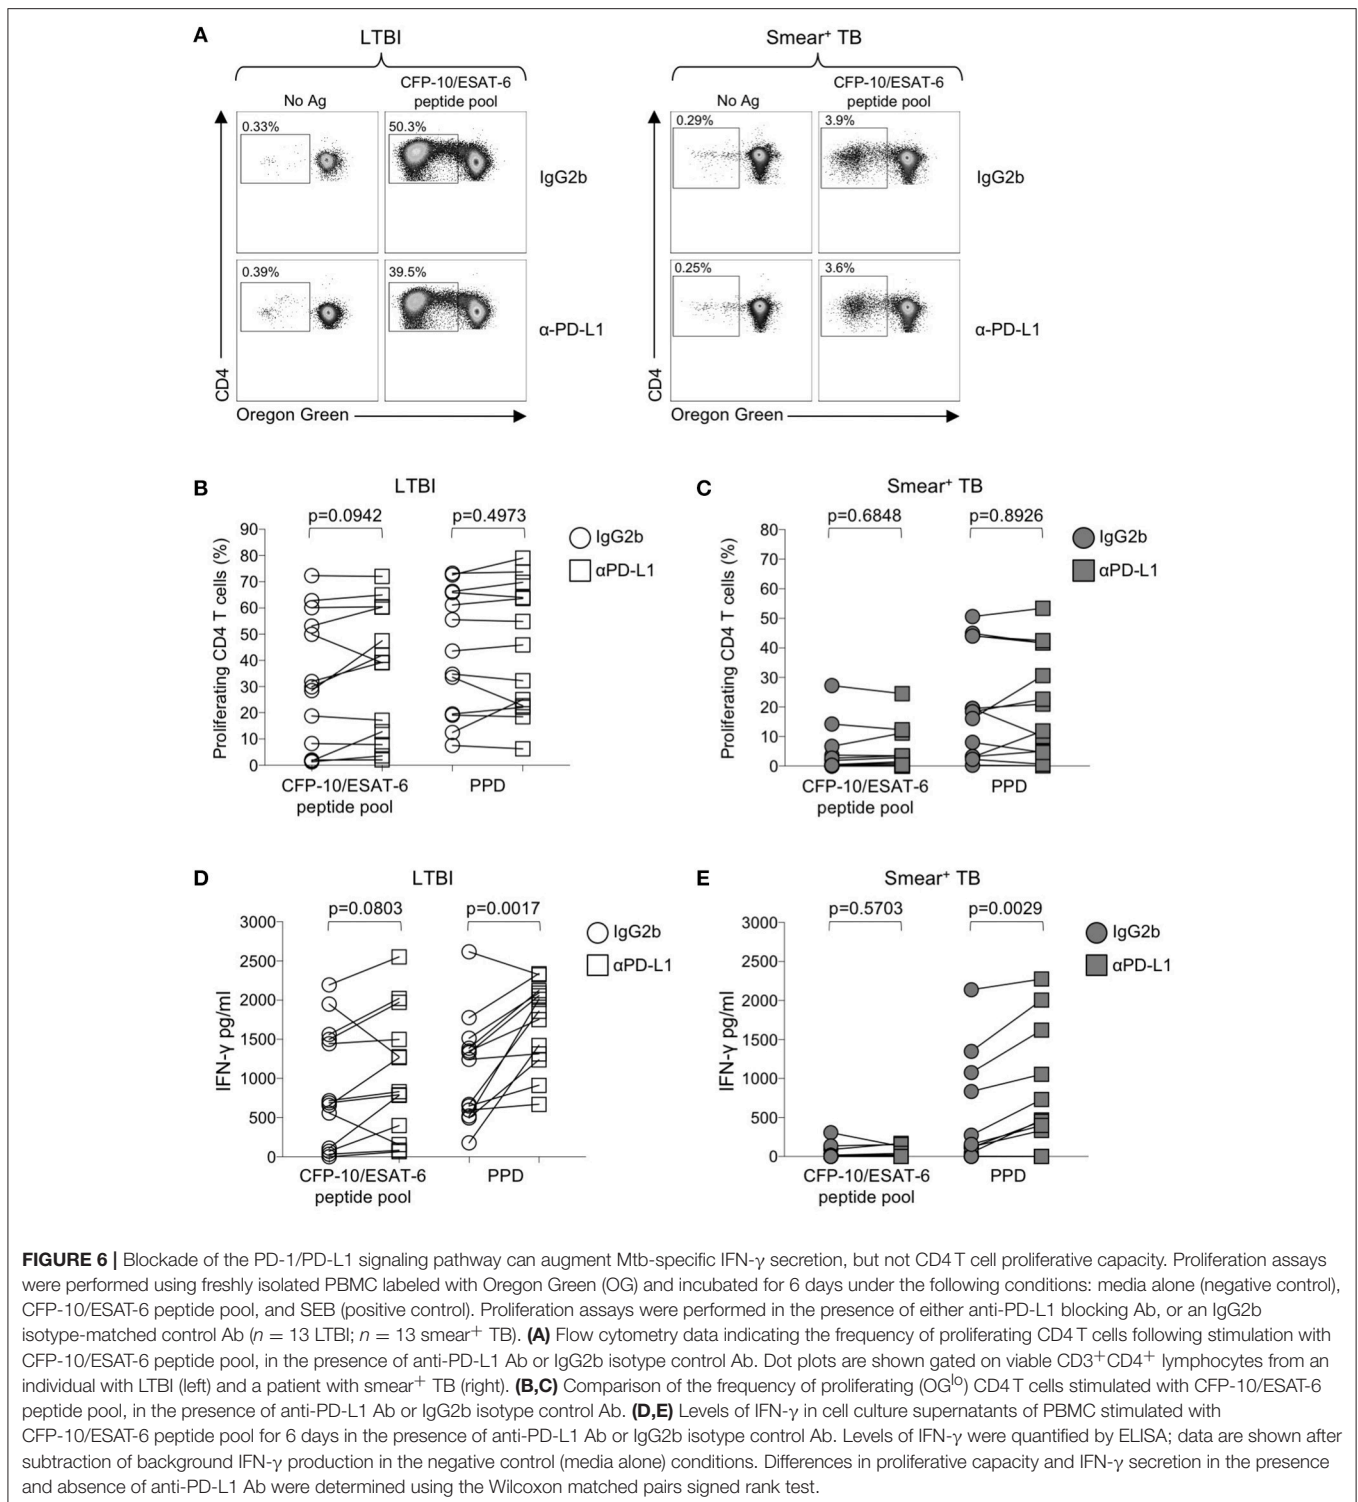 A
LTBI
Smear+ TB
No Ag
CFP-10/ESAT-6
peptide pool
No Ag
CFP-10/ESAT-6
peptide pool
0.33%
50.3%
IgG2b
0.29%
3.9%
IgG2b
0.39%
39.5%
α-PD-L1
0.25%
3.6%
α-PD-L1
CD4
CD4
Oregon Green
Oregon Green
B
LTBI
p=0.0942
p=0.4973
IgG2b
αPD-L1
Proliferating CD4 T cells (%)
90
80
70
60
50
40
30
20
10
0
CFP-10/ESAT-6
peptide pool
PPD
C
Smear+ TB
p=0.6848
p=0.8926
IgG2b
αPD-L1
Proliferating CD4 T cells (%)
80
70
60
50
40
30
20
10
0
CFP-10/ESAT-6
peptide pool
PPD
D
LTBI
p=0.0803
p=0.0017
IgG2b
αPD-L1
IFN-γ pg/ml
3000
2500
2000
1500
1000
500
0
CFP-10/ESAT-6
peptide pool
PPD
E
Smear+ TB
p=0.5703
p=0.0029
IgG2b
αPD-L1
IFN-γ pg/ml
3000
2500
2000
1500
1000
500
0
CFP-10/ESAT-6
peptide pool
PPD
FIGURE 6 | Blockade of the PD-1/PD-L1 signaling pathway can augment Mtb-specific IFN-γ secretion, but not CD4 T cell proliferative capacity. Proliferation assays
were performed using freshly isolated PBMC labeled with Oregon Green (OG) and incubated for 6 days under the following conditions: media alone (negative control),
CFP-10/ESAT-6 peptide pool, and SEB (positive control). Proliferation assays were performed in the presence of either anti-PD-L1 blocking Ab, or an IgG2b
isotype-matched control Ab (n = 13 LTBI; n = 13 smear+ TB). (A) Flow cytometry data indicating the frequency of proliferating CD4 T cells following stimulation with
CFP-10/ESAT-6 peptide pool, in the presence of anti-PD-L1 Ab or IgG2b isotype control Ab. Dot plots are shown gated on viable CD3+CD4+ lymphocytes from an
individual with LTBI (left) and a patient with smear+ TB (right). (B,C) Comparison of the frequency of proliferating (OGlo) CD4 T cells stimulated with CFP-10/ESAT-6
peptide pool, in the presence of anti-PD-L1 Ab or IgG2b isotype control Ab. (D,E) Levels of IFN-γ in cell culture supernatants of PBMC stimulated with
CFP-10/ESAT-6 peptide pool for 6 days in the presence of anti-PD-L1 Ab or IgG2b isotype control Ab. Levels of IFN-γ were quantified by ELISA; data are shown after
subtraction of background IFN-γ production in the negative control (media alone) conditions. Differences in proliferative capacity and IFN-γ secretion in the presence
and absence of anti-PD-L1 Ab were determined using the Wilcoxon matched pairs signed rank test.